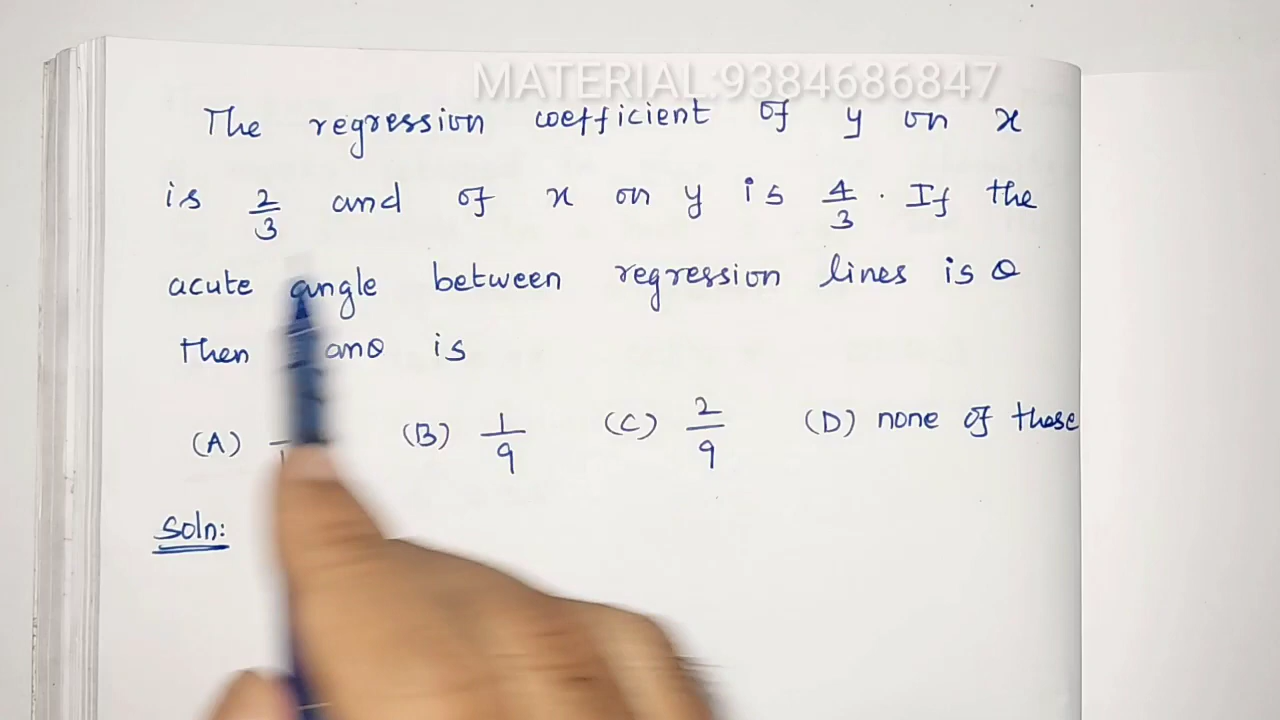 MATERIAL:9384686847
The regression coefficient of y on x
is 2/3 and of x on y is 4/3 . If the
acute angle between regression lines is θ
then anθ is
(A) (B) 1/9 (C) 2/9 (D) none of these
Soln: